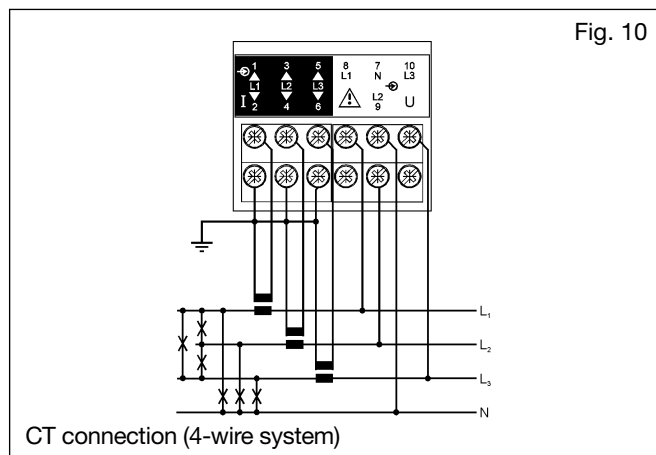 Fig. 10
1 3 5 8 7 10
L1 N L3
L1 L2 L3
I 2 4 6 L2 9 U
L₁
L₂
L₃
N
CT connection (4-wire system)